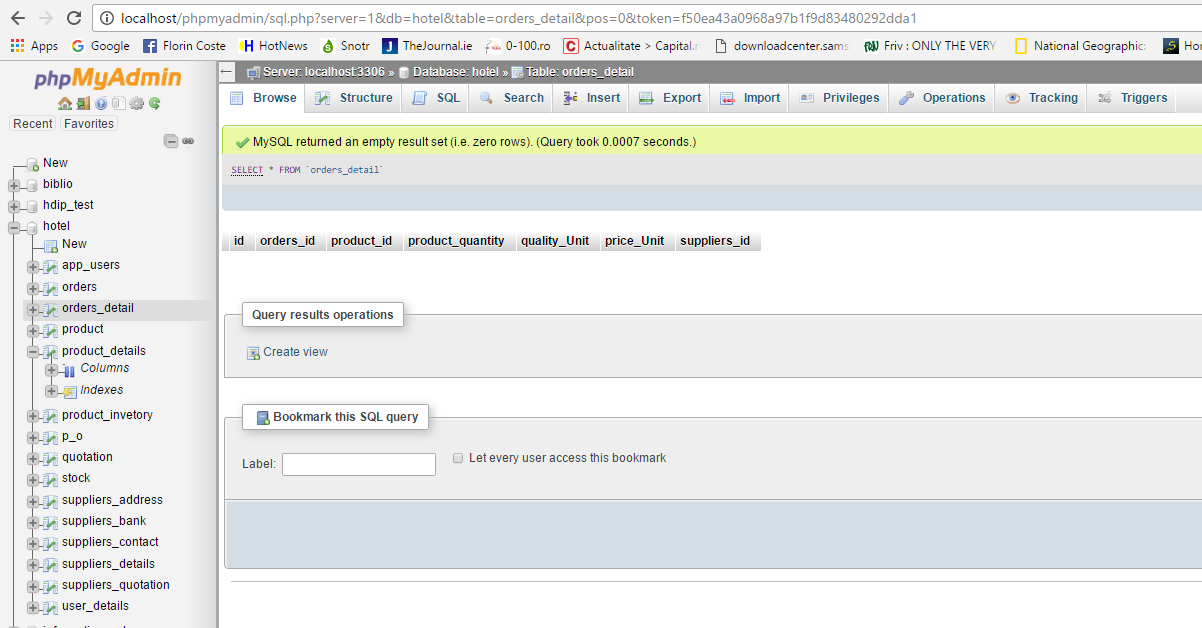 localhost/phpmyadmin/sql.php?server=1&db=hotel&table=orders_detail&pos=0&token=f50ea43a0968a97b1f9d83480292dda1
Apps Google Florin Coste HotNews Snotr TheJournal.ie 0-100.ro Actualitate > Capital. downloadcenter.sams Friv : ONLY THE VERY National Geographic: Hor
phpMyAdmin
Recent Favorites
New
biblio
hdip_test
hotel
New
app_users
orders
orders_detail
product
product_details
Columns
Indexes
product_invetory
p_o
quotation
stock
suppliers_address
suppliers_bank
suppliers_contact
suppliers_details
suppliers_quotation
user_details
Server: localhost:3306 » Database: hotel » Table: orders_detail
Browse Structure SQL Search Insert Export Import Privileges Operations Tracking Triggers
MySQL returned an empty result set (i.e. zero rows). (Query took 0.0007 seconds.)
SELECT * FROM `orders_detail`
id orders_id product_id product_quantity quality_Unit price_Unit suppliers_id
Query results operations
Create view
Bookmark this SQL query
Label: Let every user access this bookmark